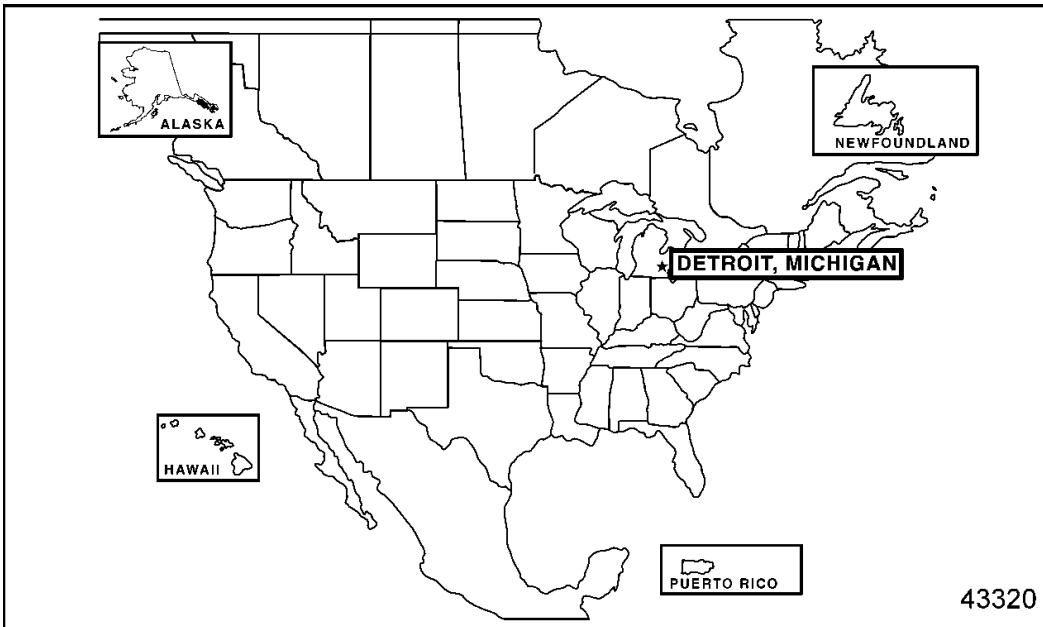 ALASKA
NEWFOUNDLAND
DETROIT, MICHIGAN
HAWAII
PUERTO RICO
43320